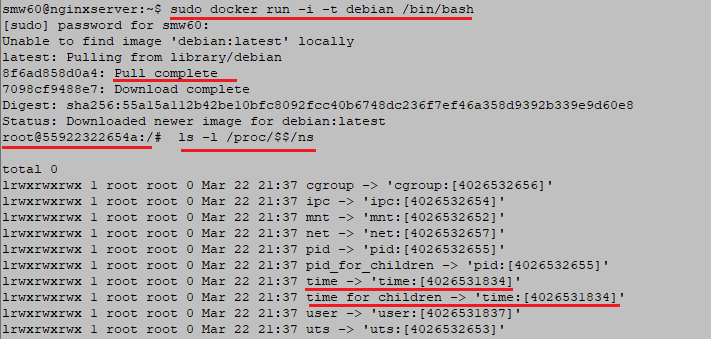 smw60@nginxserver:~$ sudo docker run -i -t debian /bin/bash
[sudo] password for smw60:
Unable to find image 'debian:latest' locally
latest: Pulling from library/debian
8f6ad858d0a4: Pull complete
7098cf9488e7: Download complete
Digest: sha256:55a15a112b42be10bfc8092fcc40b6748dc236f7ef46a358d9392b339e9d60e8
Status: Downloaded newer image for debian:latest
root@55922322654a:/# ls -l /proc/$$/ns
total 0
lrwxrwxrwx 1 root root 0 Mar 22 21:37 cgroup -> 'cgroup:[4026532656]'
lrwxrwxrwx 1 root root 0 Mar 22 21:37 ipc -> 'ipc:[4026532654]'
lrwxrwxrwx 1 root root 0 Mar 22 21:37 mnt -> 'mnt:[4026532652]'
lrwxrwxrwx 1 root root 0 Mar 22 21:37 net -> 'net:[4026532657]'
lrwxrwxrwx 1 root root 0 Mar 22 21:37 pid -> 'pid:[4026532655]'
lrwxrwxrwx 1 root root 0 Mar 22 21:37 pid_for_children -> 'pid:[4026532655]'
lrwxrwxrwx 1 root root 0 Mar 22 21:37 time -> 'time:[4026531834]'
lrwxrwxrwx 1 root root 0 Mar 22 21:37 time_for_children -> 'time:[4026531834]'
lrwxrwxrwx 1 root root 0 Mar 22 21:37 user -> 'user:[4026531837]'
lrwxrwxrwx 1 root root 0 Mar 22 21:37 uts -> 'uts:[4026532653]'